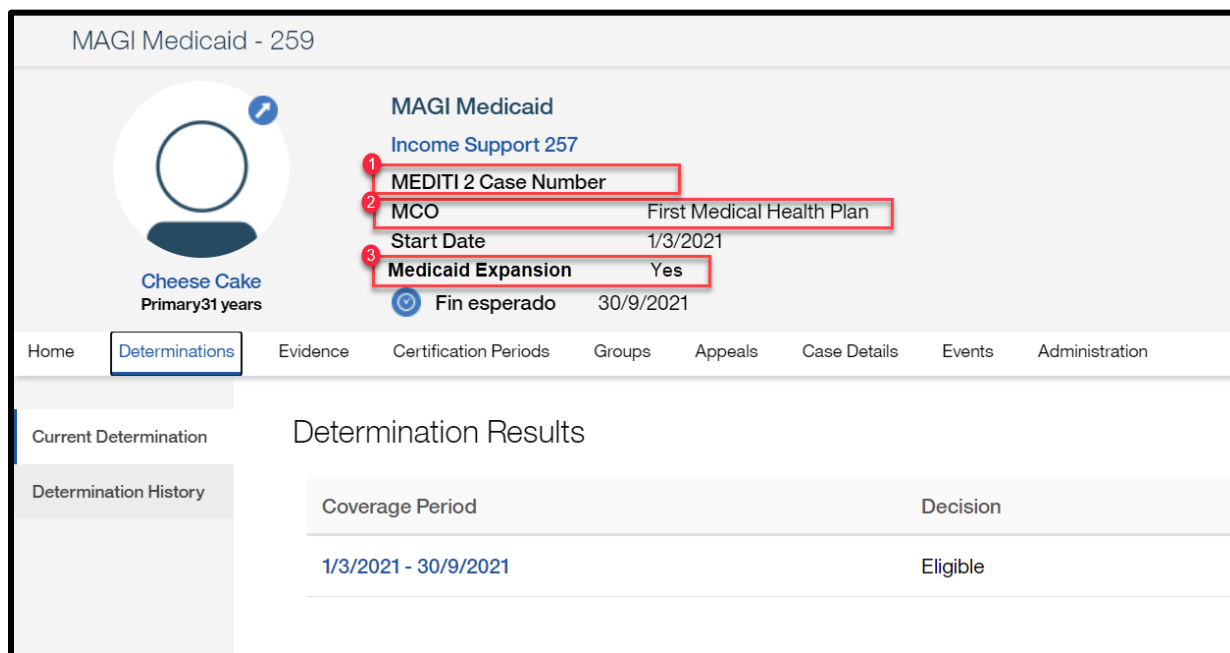 MAGI Medicaid - 259
MAGI Medicaid
Income Support 257
1
MEDITI 2 Case Number
2
MCO First Medical Health Plan
Start Date 1/3/2021
3
Medicaid Expansion Yes
Fin esperado 30/9/2021
Cheese Cake
Primary31 years
Home Determinations Evidence Certification Periods Groups Appeals Case Details Events Administration
Current Determination
Determination History
Determination Results
Coverage Period Decision
1/3/2021 - 30/9/2021 Eligible